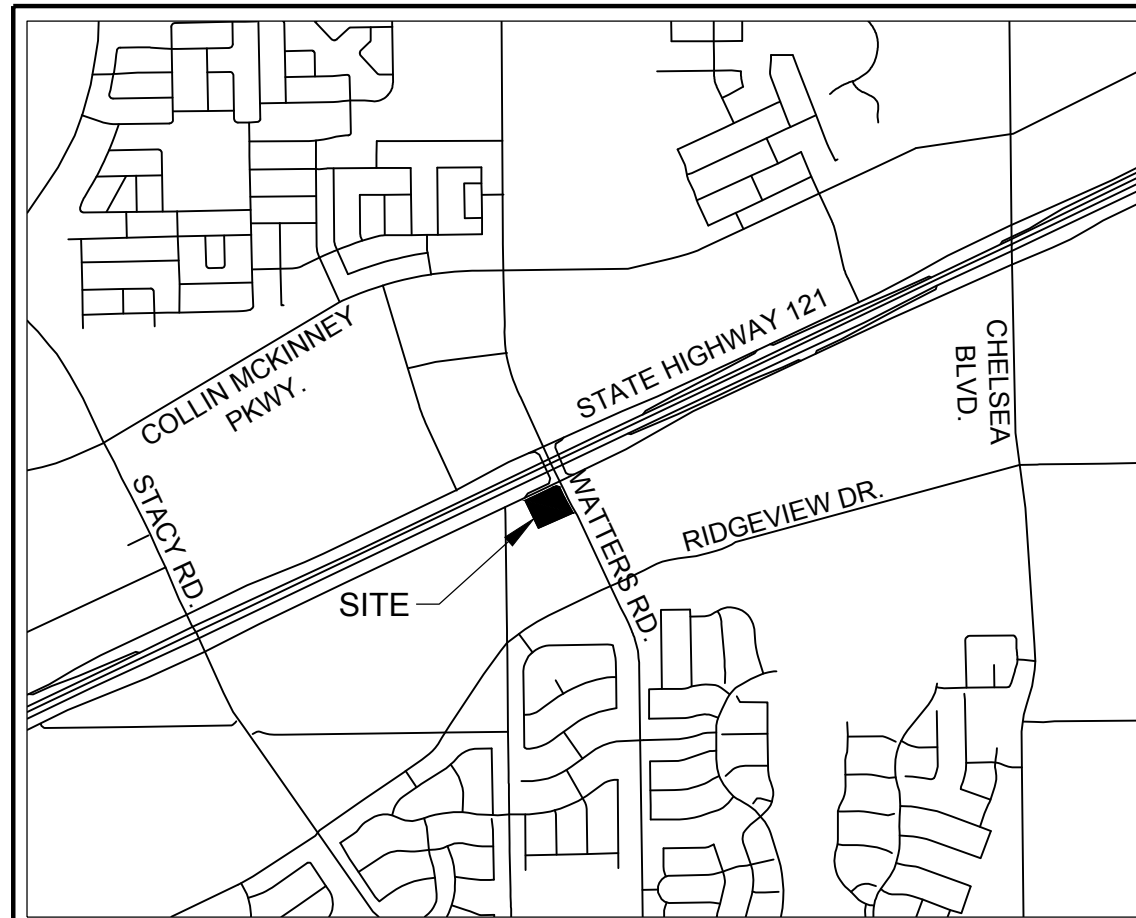 COLLIN MCKINNEY
PKWY.
STATE HIGHWAY 121
CHELSEA
BLVD.
STACY RD.
WATTERS RD.
RIDGEVIEW DR.
SITE